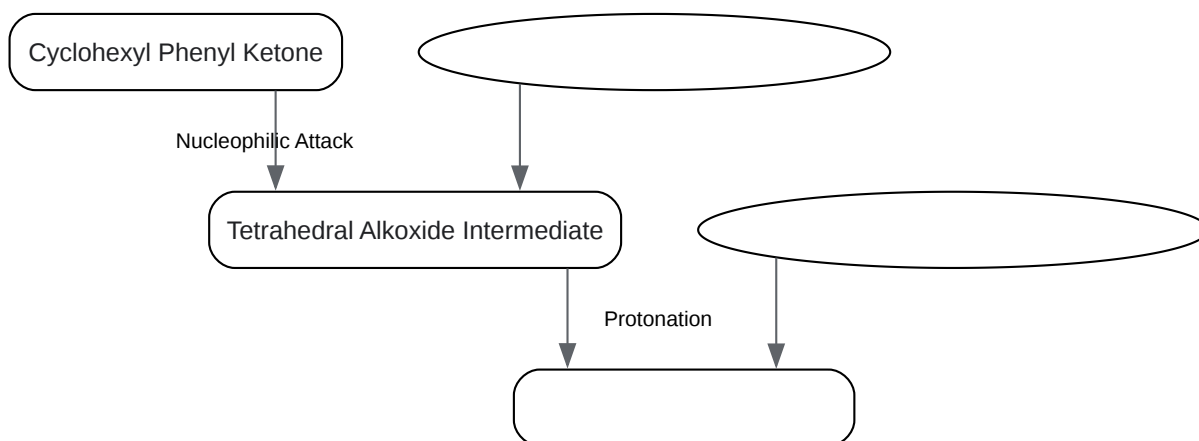 Cyclohexyl Phenyl Ketone
Nucleophilic Attack
Tetrahedral Alkoxide Intermediate
Protonation